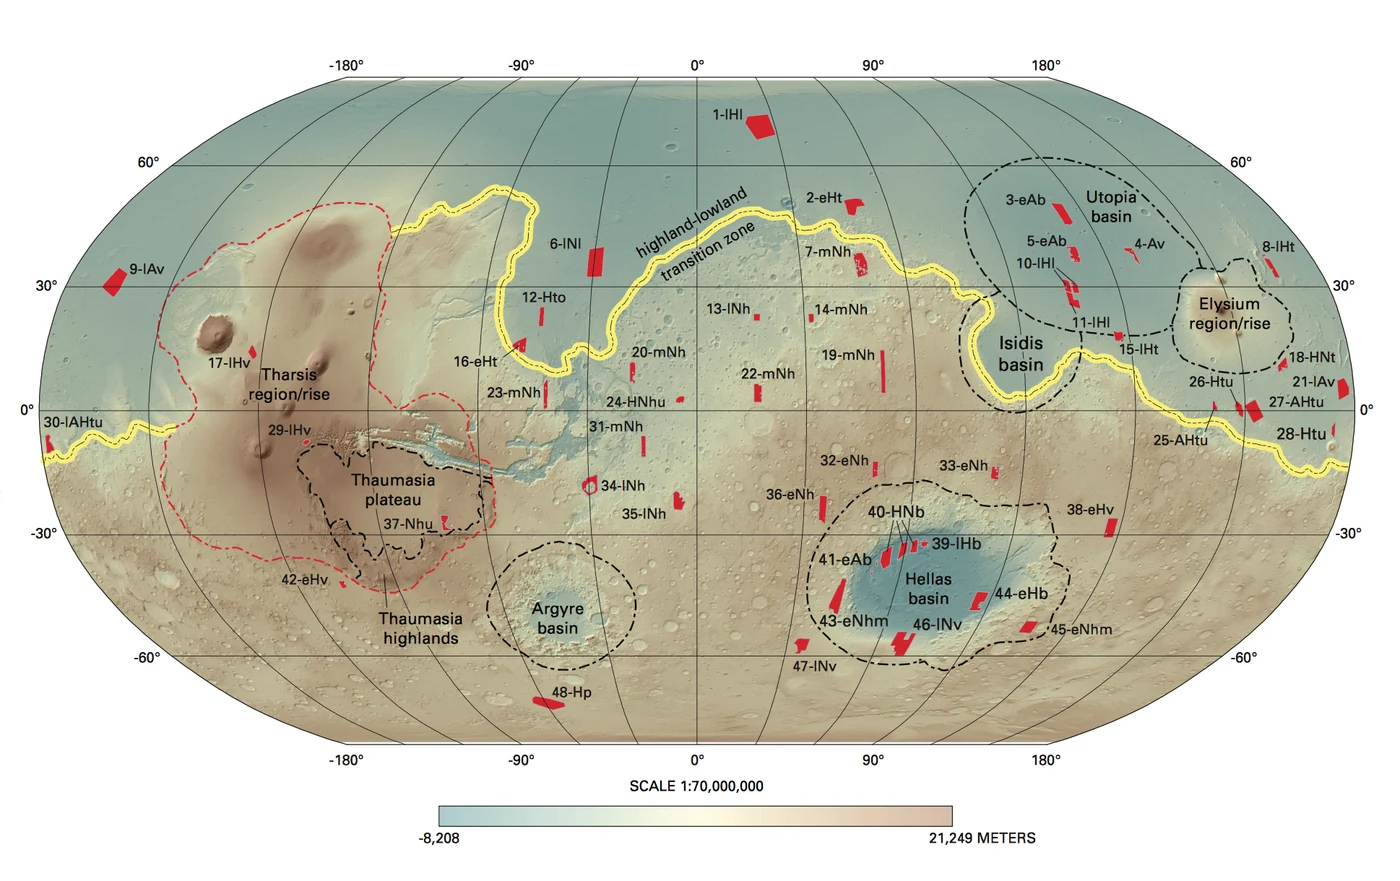 -180°
-90°
0°
90°
180°
1-lHl
60°
60°
2-eHt
3-eAb
Utopia
basin
highland-lowland
transition zone
6-lNl
5-eAb
4-Av
8-lHt
7-mNh
10-lHl
9-lAv
30°
30°
12-Hto
13-lNh
14-mNh
Elysium
region/rise
11-lHl
15-lHt
Isidis
basin
17-lHv
16-eHt
20-mNh
19-mNh
18-HNt
Tharsis
region/rise
22-mNh
26-Htu
21-lAv
23-mNh
24-HNhu
27-AHtu
0°
0°
30-lAHtu
29-lHv
31-mNh
25-AHtu
28-Htu
32-eNh
33-eNh
Thaumasia
plateau
34-lNh
36-eNh
35-lNh
40-HNb
38-eHv
37-Nhu
-30°
-30°
39-lHb
41-eAb
Hellas
basin
42-eHv
44-eHb
Argyre
basin
Thaumasia
highlands
43-eNhm
46-lNv
45-eNhm
-60°
-60°
47-lNv
48-Hp
-180°
-90°
0°
90°
180°
SCALE 1:70,000,000
-8,208
21,249 METERS